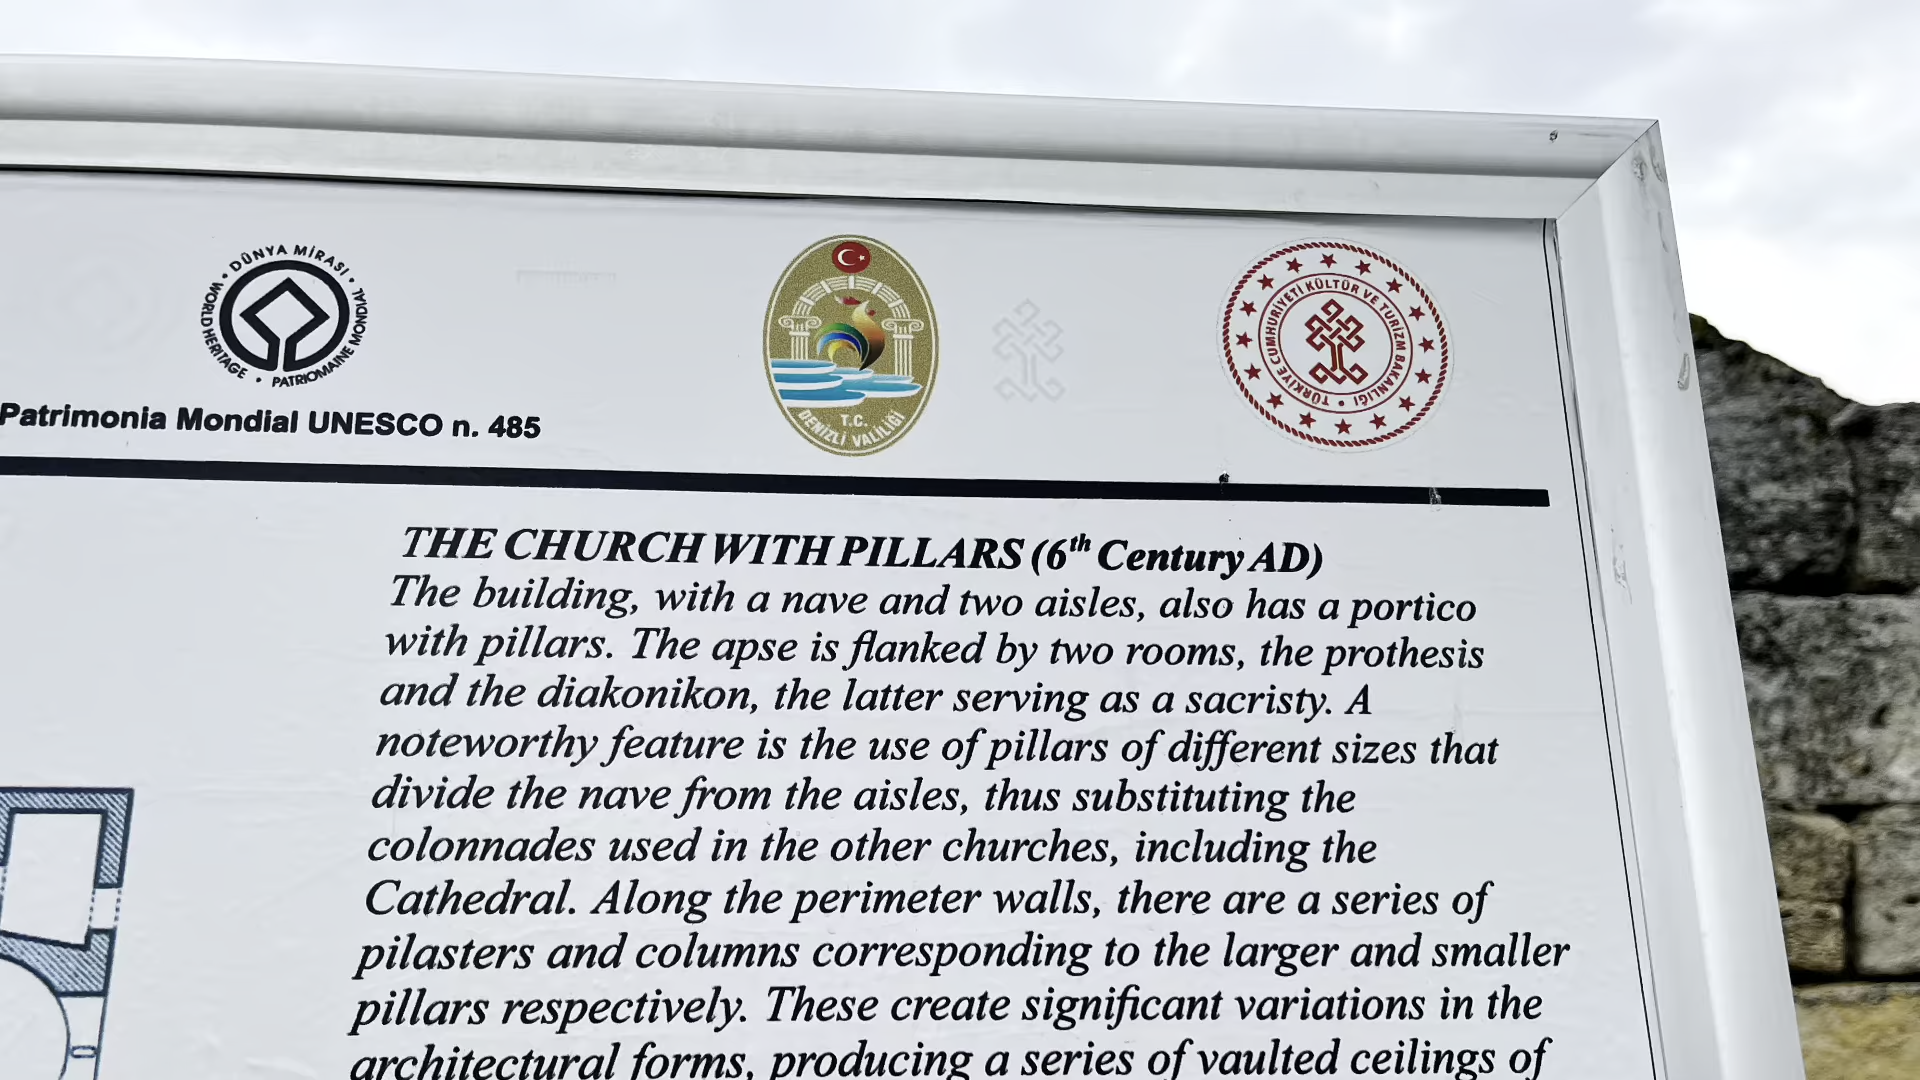 DÜNYA MİRASI • WORLD HERITAGE • PATRIMOINE MONDIAL
Patrimonia Mondial UNESCO n. 485
T.C.
DENİZLİ VALİLİĞİ
TÜRKİYE CUMHURİYETİ KÜLTÜR VE TURİZM BAKANLIĞI
THE CHURCH WITH PILLARS (6th Century AD)
The building, with a nave and two aisles, also has a portico
with pillars. The apse is flanked by two rooms, the prothesis
and the diakonikon, the latter serving as a sacristy. A
noteworthy feature is the use of pillars of different sizes that
divide the nave from the aisles, thus substituting the
colonnades used in the other churches, including the
Cathedral. Along the perimeter walls, there are a series of
pilasters and columns corresponding to the larger and smaller
pillars respectively. These create significant variations in the
architectural forms, producing a series of vaulted ceilings of